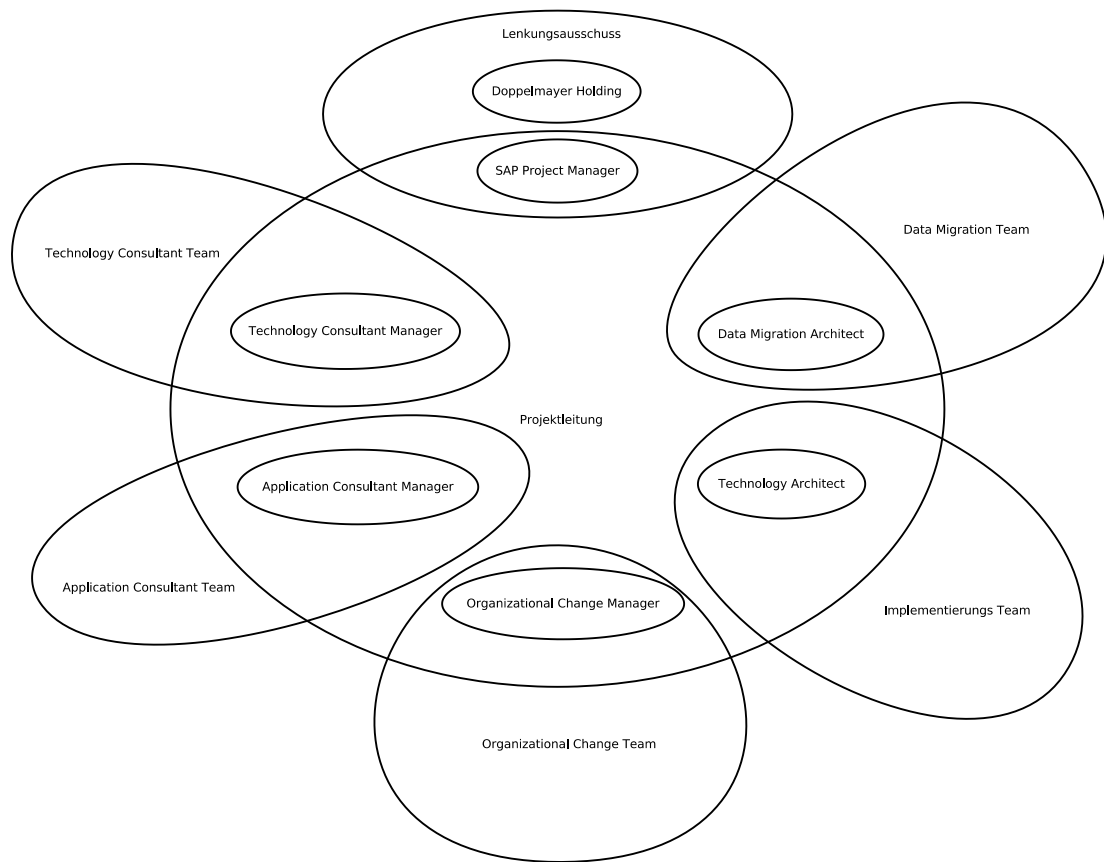 Lenkungsausschuss
Doppelmayer Holding
SAP Project Manager
Technology Consultant Team
Data Migration Team
Technology Consultant Manager
Data Migration Architect
Projektleitung
Application Consultant Manager
Technology Architect
Application Consultant Team
Organizational Change Manager
Implementierungs Team
Organizational Change Team